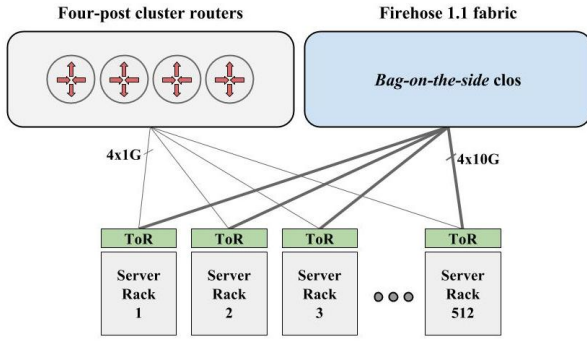 Four-post cluster routers
Firehose 1.1 fabric
Bag-on-the-side clos
4x1G
4x10G
ToR
ToR
ToR
ToR
Server
Rack
1
Server
Rack
2
Server
Rack
3
Server
Rack
512